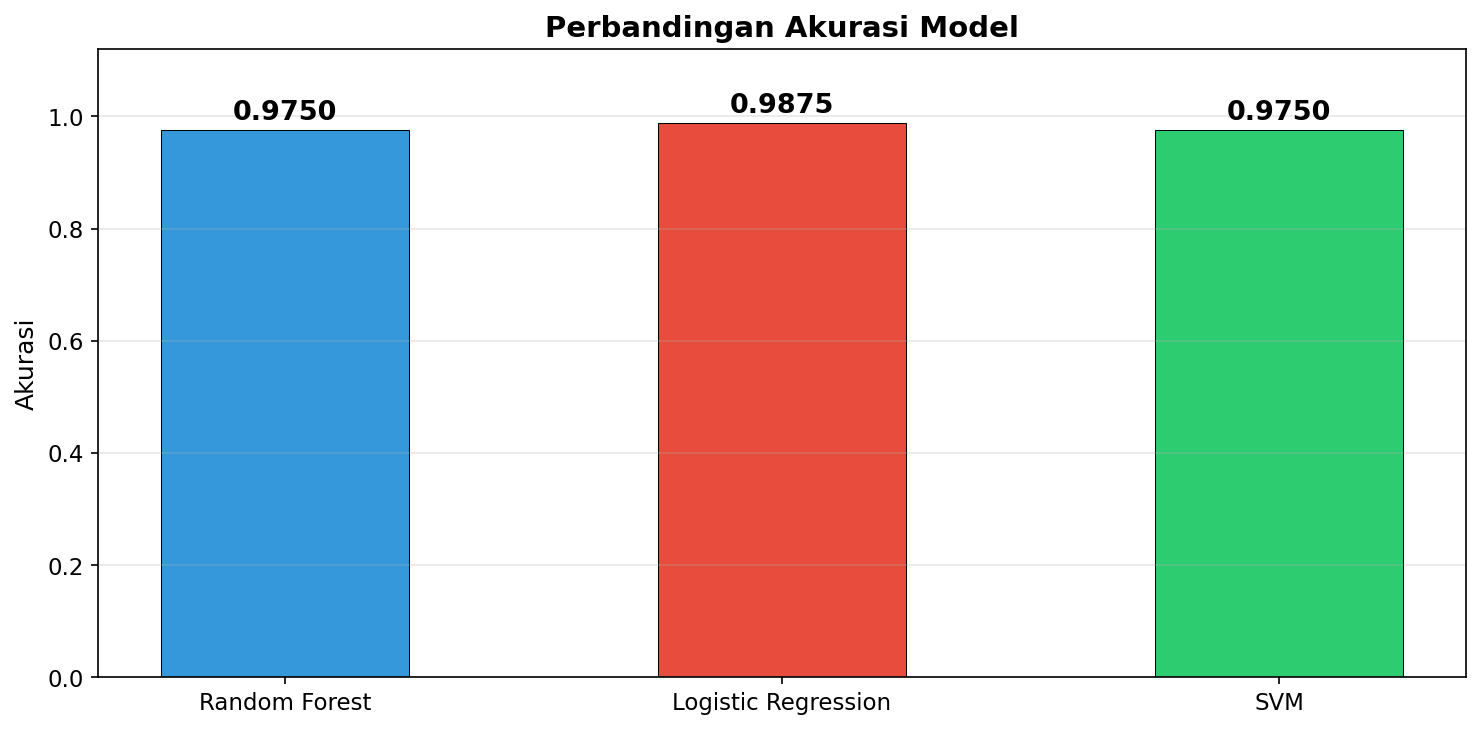 Perbandingan Akurasi Model
0.9750
0.9875
0.9750
1.0
0.8
0.6
0.4
0.2
0.0
Akurasi
Random Forest
Logistic Regression
SVM